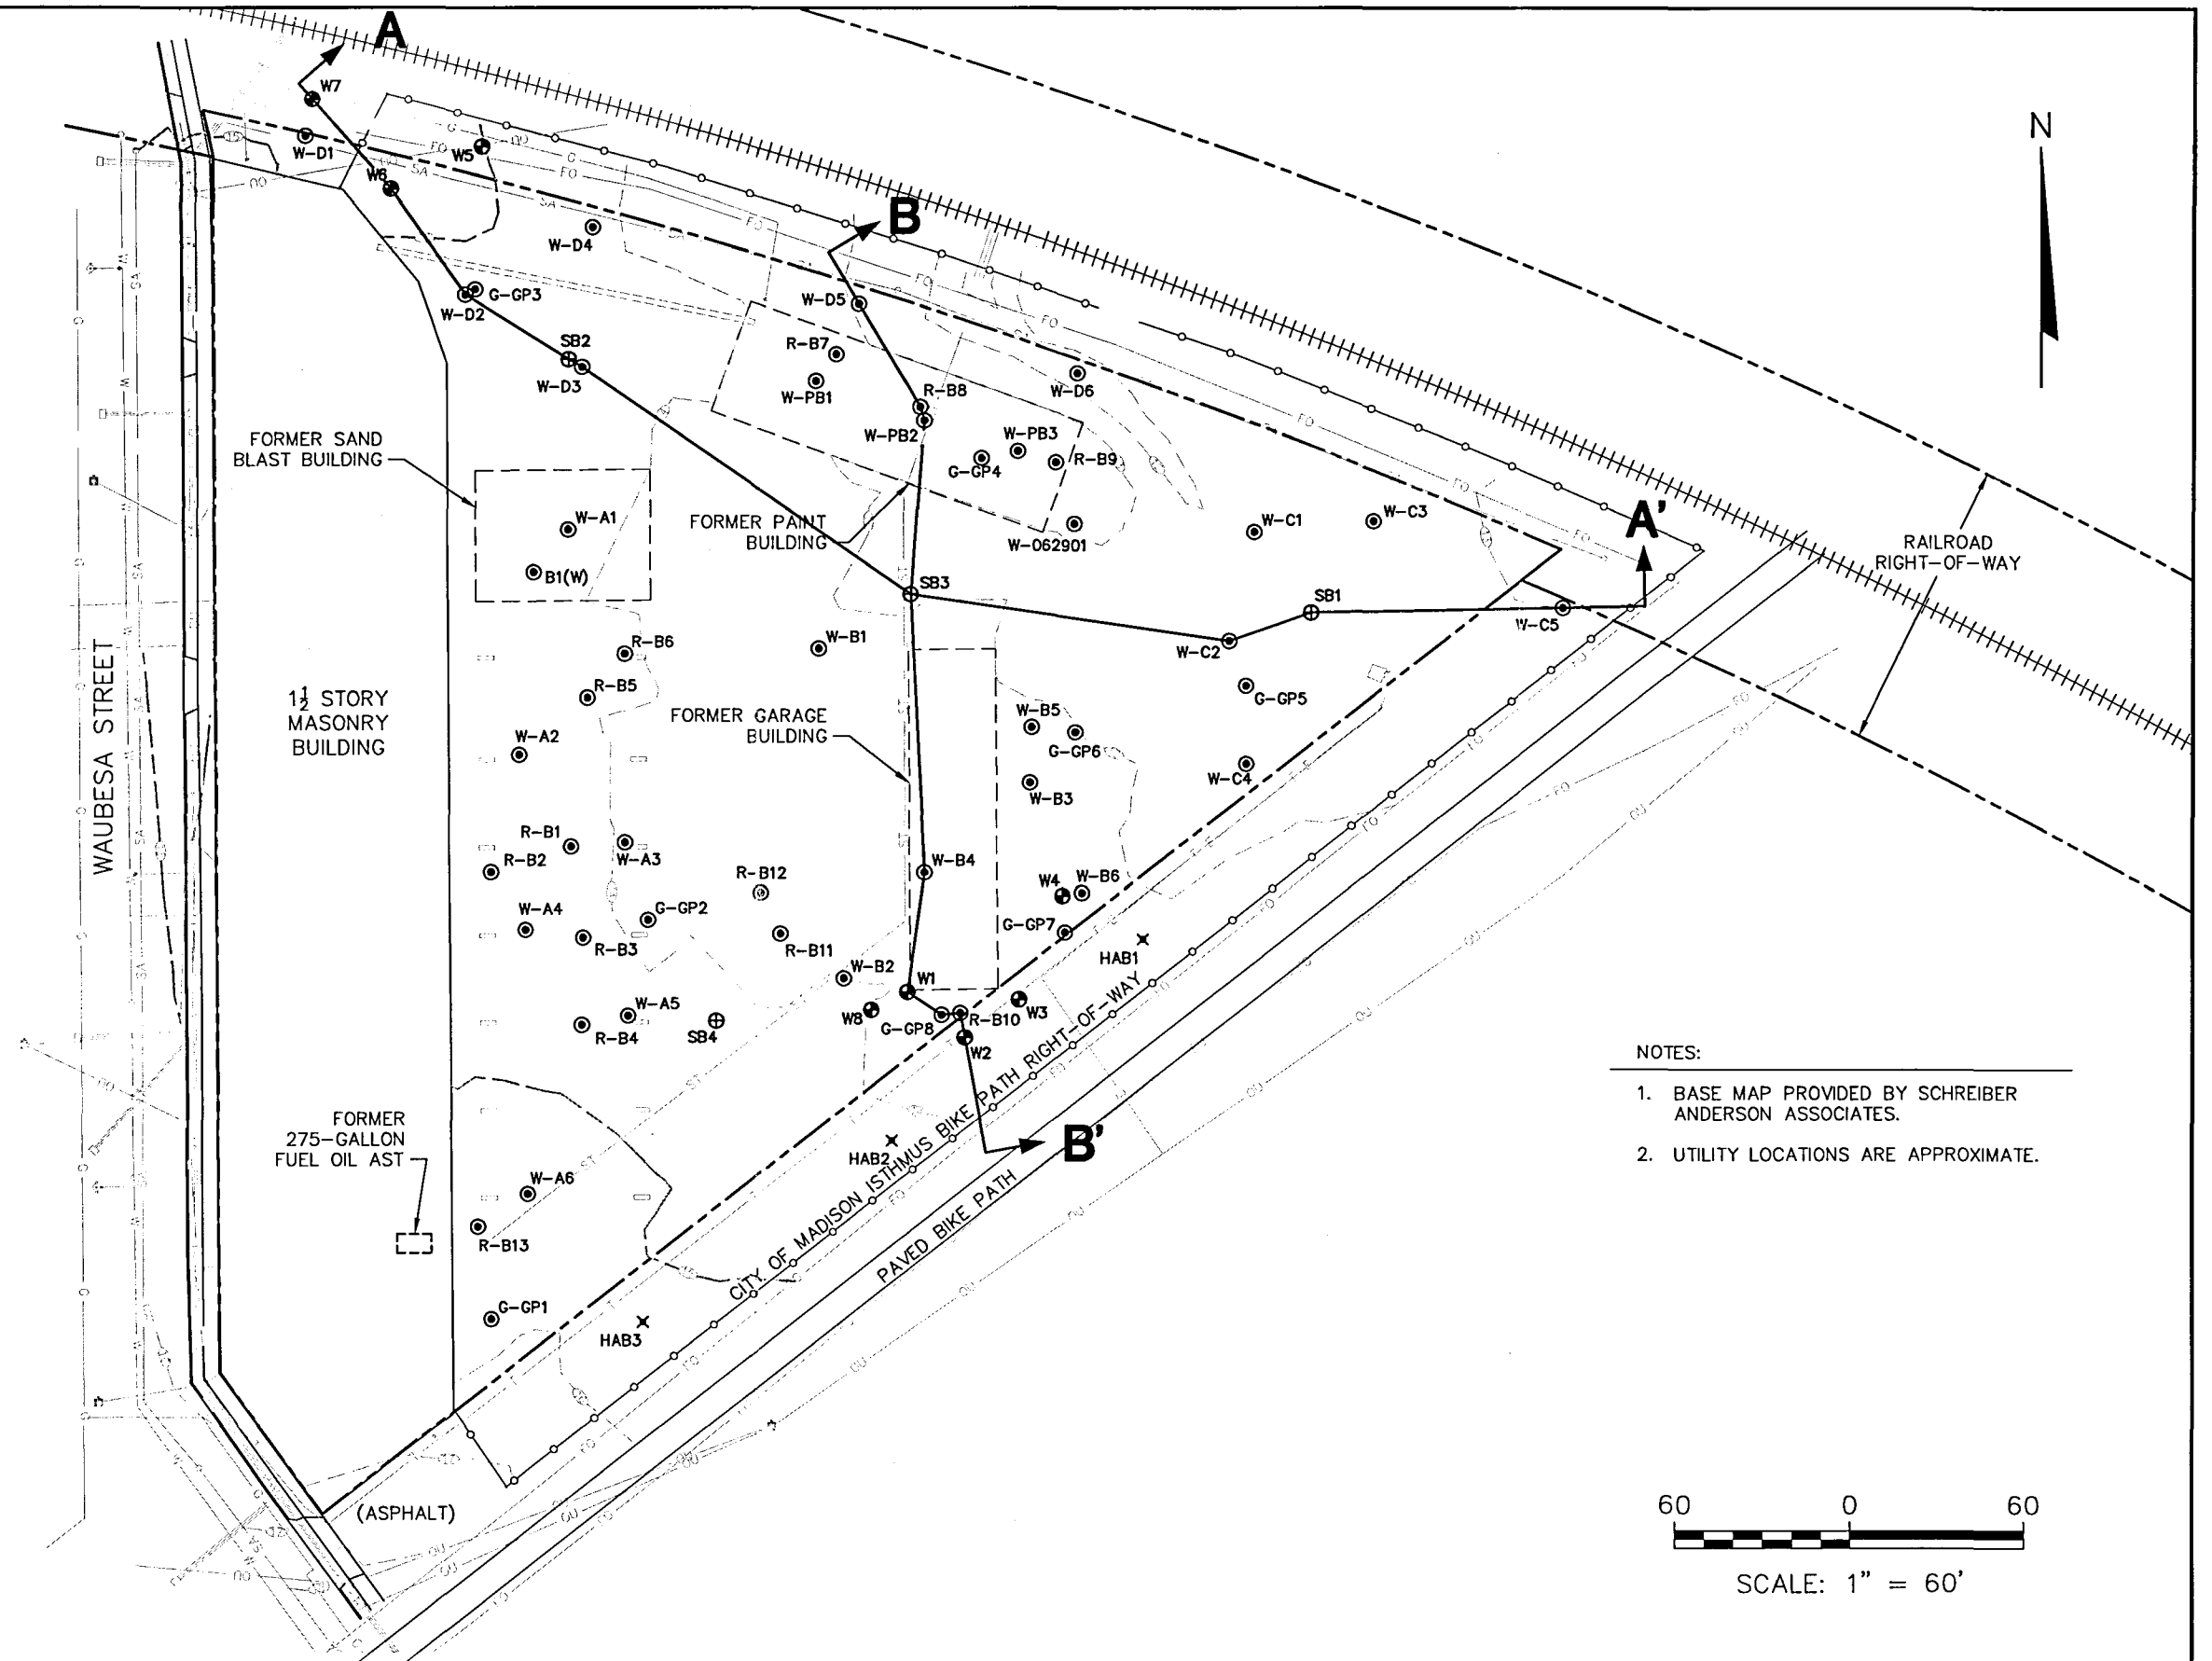 A
W7
W-D1
W5
W6
W-D4
B
N
G-GP3
W-D2
W-D5
SB2
W-D3
R-B7
W-PB1
R-B8
W-PB2
W-D6
W-PB3
G-GP4
R-B9
FORMER SAND
BLAST BUILDING
W-A1
B1(W)
FORMER PAINT
BUILDING
W-062901
W-C1
W-C3
A'
RAILROAD
RIGHT-OF-WAY
SB3
SB1
W-C5
W-C2
W-B1
R-B6
R-B5
G-GP5
WAUBESA STREET
1½ STORY
MASONRY
BUILDING
FORMER GARAGE
BUILDING
W-B5
G-GP6
W-A2
W-C4
W-B3
R-B1
R-B2
W-A3
R-B12
W-B4
W4
W-B6
W-A4
R-B3
G-GP2
R-B11
G-GP7
HAB1
W-B2
W1
W8
G-GP8
R-B10
W3
W2
W-A5
R-B4
SB4
NOTES:
1. BASE MAP PROVIDED BY SCHREIBER
ANDERSON ASSOCIATES.
2. UTILITY LOCATIONS ARE APPROXIMATE.
FORMER
275-GALLON
FUEL OIL AST
HAB2
B'
CITY OF MADISON ISTHMUS BIKE PATH RIGHT-OF-WAY
PAVED BIKE PATH
W-A6
R-B13
G-GP1
HAB3
(ASPHALT)
60 0 60
SCALE: 1" = 60'